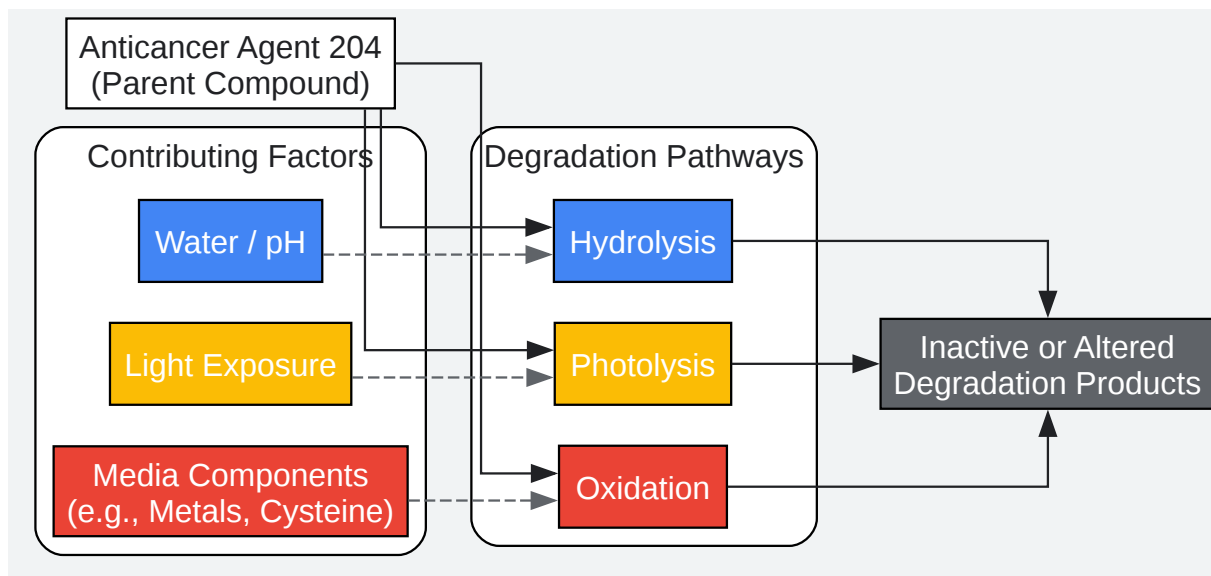 Anticancer Agent 204
(Parent Compound)
Contributing Factors
Degradation Pathways
Water / pH
Hydrolysis
Light Exposure
Photolysis
Inactive or Altered
Degradation Products
Media Components
(e.g., Metals, Cysteine)
Oxidation